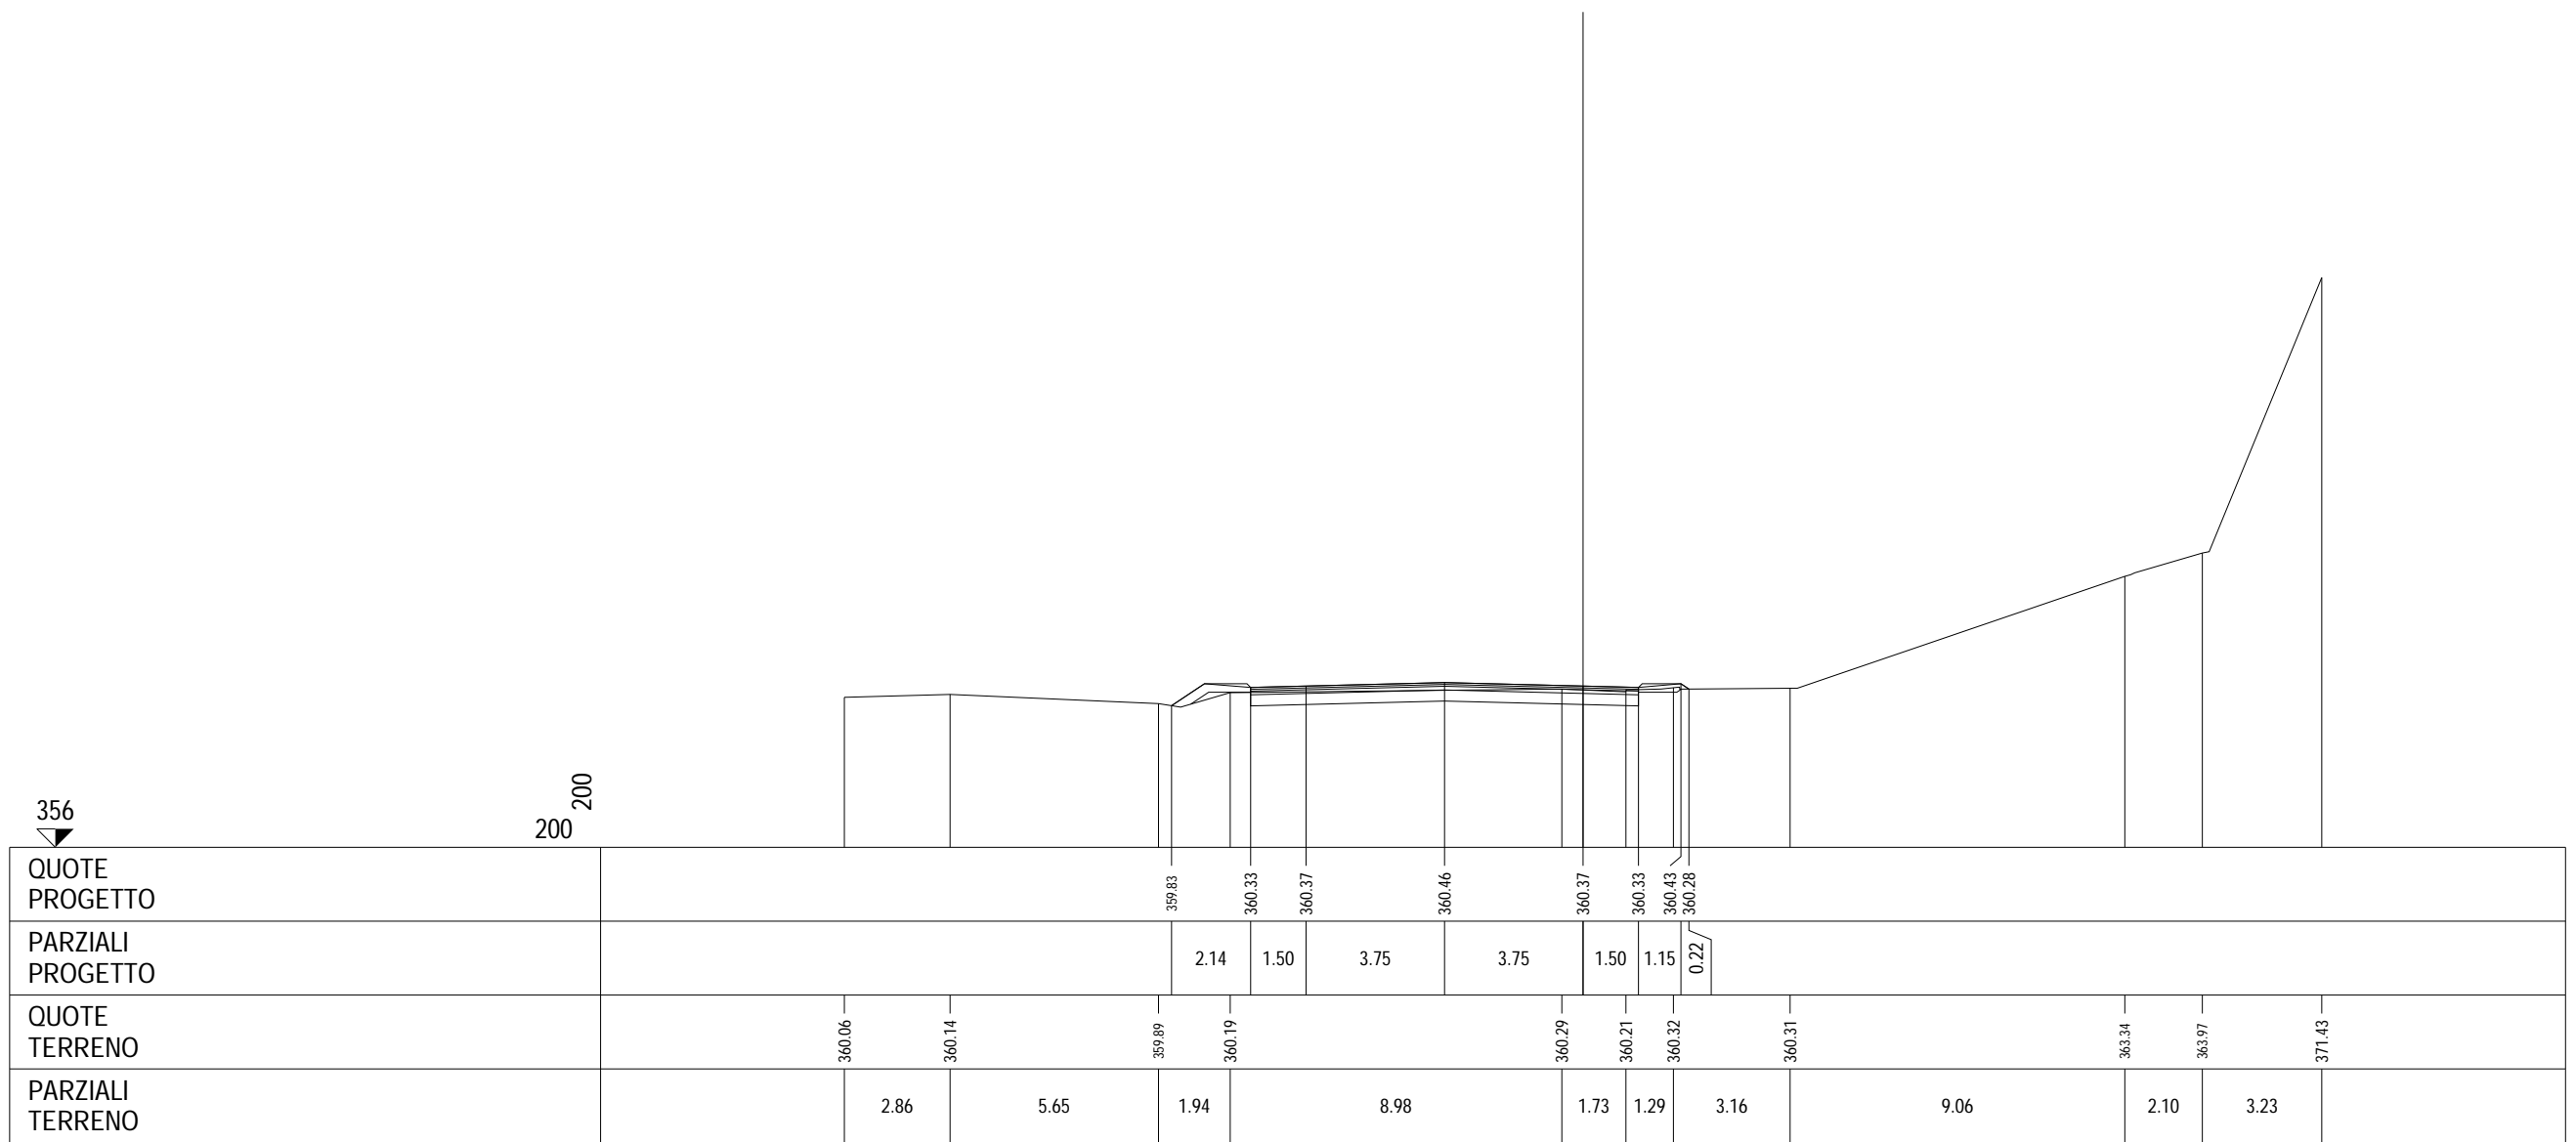 356
200
200
QUOTE
PROGETTO
359.83 360.33 360.37 360.46 360.37 360.33 360.43 360.28
PARZIALI
PROGETTO
2.14 1.50 3.75 3.75 1.50 1.15 0.22
QUOTE
TERRENO
360.06 360.14 359.89 360.19 360.29 360.21 360.32 360.31 363.34 363.97 371.43
PARZIALI
TERRENO
2.86 5.65 1.94 8.98 1.73 1.29 3.16 9.06 2.10 3.23